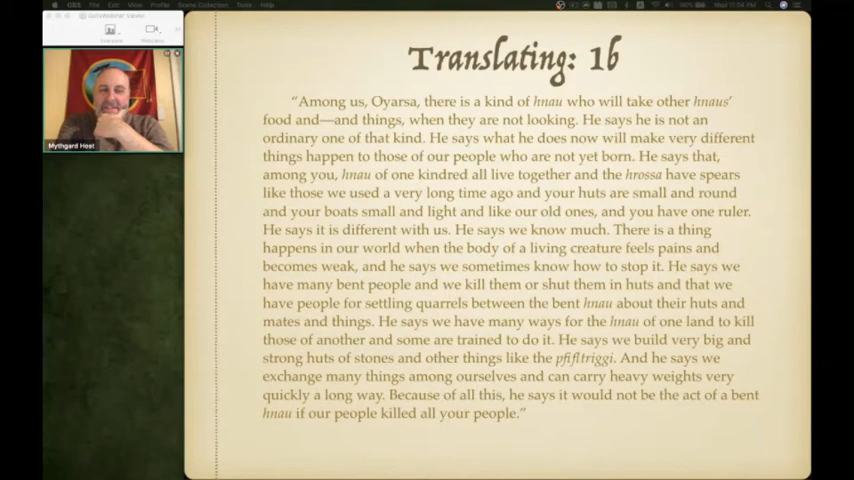 GoToWebinar Viewer
Mythgard Host
Translating: 1b
“Among us, Oyarsa, there is a kind of hnau who will take other hnaus’
food and—and things, when they are not looking. He says he is not an
ordinary one of that kind. He says what he does now will make very different
things happen to those of our people who are not yet born. He says that,
among you, hnau of one kindred all live together and the hrossa have spears
like those we used a very long time ago and your huts are small and round
and your boats small and light and like our old ones, and you have one ruler.
He says it is different with us. He says we know much. There is a thing
happens in our world when the body of a living creature feels pains and
becomes weak, and he says we sometimes know how to stop it. He says we
have many bent people and we kill them or shut them in huts and that we
have people for settling quarrels between the bent hnau about their huts and
mates and things. He says we have many ways for the hnau of one land to kill
those of another and some are trained to do it. He says we build very big and
strong huts of stones and other things like the pfifltriggi. And he says we
exchange many things among ourselves and can carry heavy weights very
quickly a long way. Because of all this, he says it would not be the act of a bent
hnau if our people killed all your people.”